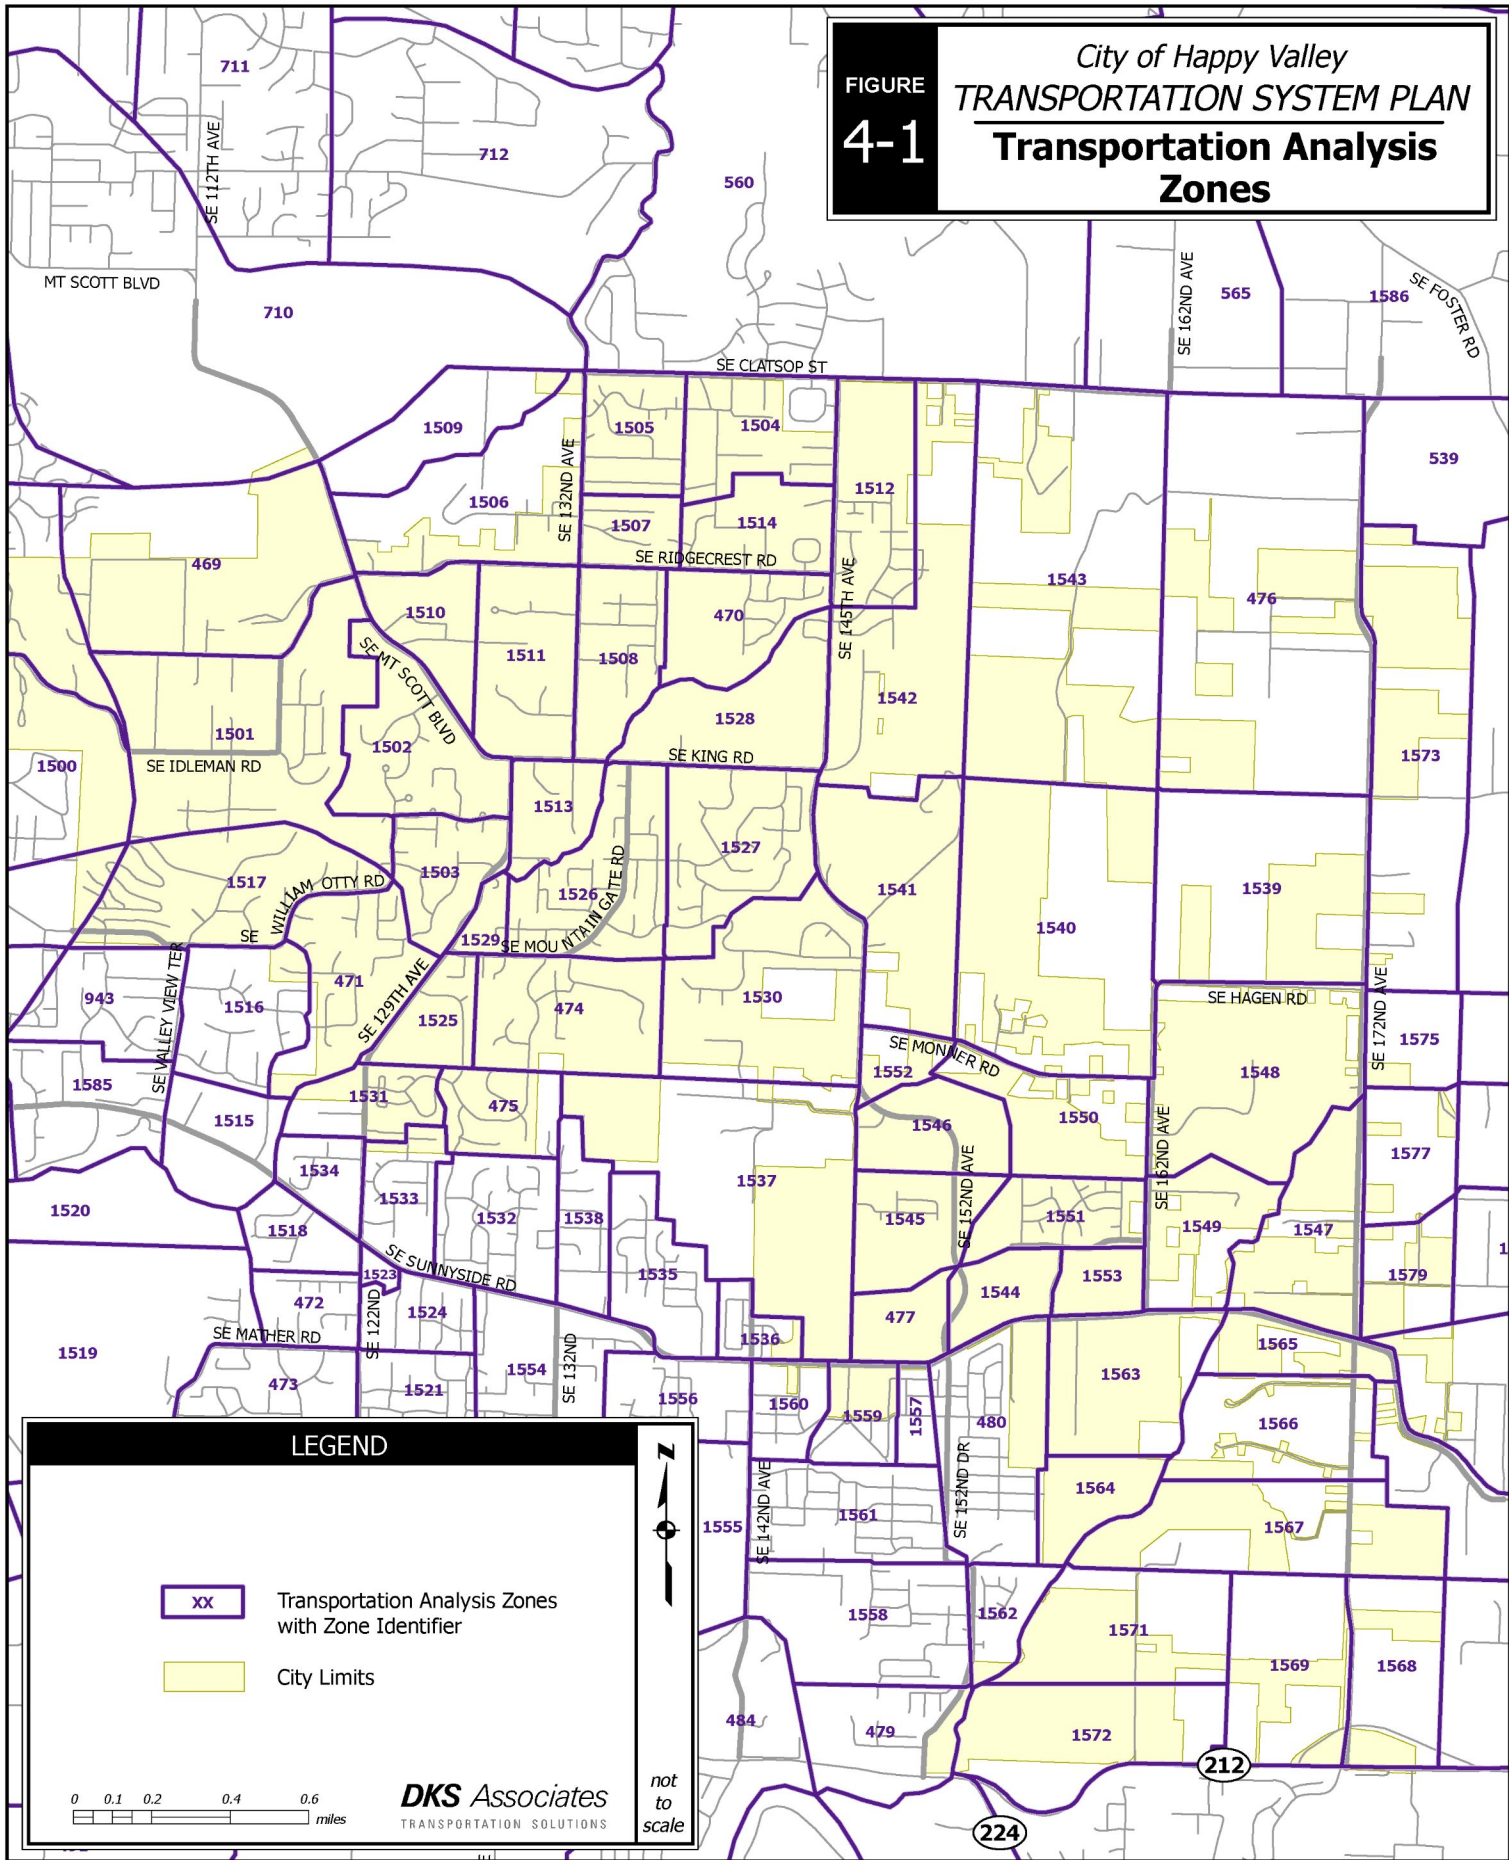 FIGURE
4-1
City of Happy Valley
TRANSPORTATION SYSTEM PLAN
Transportation Analysis
Zones
711
712
560
SE 112TH AVE
MT SCOTT BLVD
710
565
1586
SE 162ND AVE
SE FOSTER RD
SE CLATSOP ST
1509
1505
1504
539
1512
1506
SE 132ND AVE
1507
1514
SE RIDGECREST RD
469
1543
476
1510
470
SE 145TH AVE
1511
1508
SE MT SCOTT BLVD
1542
1528
1501
1502
1573
SE KING RD
1500
SE IDLEMAN RD
1513
1527
1503
1517
SE WILLIAM OTTY RD
1526
1541
1539
1540
SE MOUNTAIN GATE RD
1529
SE VALLEY VIEW TER
943
1516
471
SE 129TH AVE
1525
474
1530
SE HAGEN RD
SE 172ND AVE
1575
SE MONNER RD
1552
1548
1585
1531
475
1515
1546
1550
SE 162ND AVE
1577
1534
1537
1520
1533
1532
1538
1545
SE 152ND AVE
1551
1549
1547
1518
1
SE SUNNYSIDE RD
1523
1535
1553
1579
472
1524
1544
477
SE MATHER RD
SE 122ND
1536
1565
1519
1554
SE 132ND
1563
473
1521
1556
1560
1559
1557
480
1566
LEGEND
1564
1555
SE 142ND AVE
1561
SE 152ND DR
1567
XX
Transportation Analysis Zones
with Zone Identifier
1558
1562
1571
City Limits
1569
1568
484
479
1572
212
224
0 0.1 0.2 0.4 0.6
miles
DKS Associates
TRANSPORTATION SOLUTIONS
N
not
to
scale